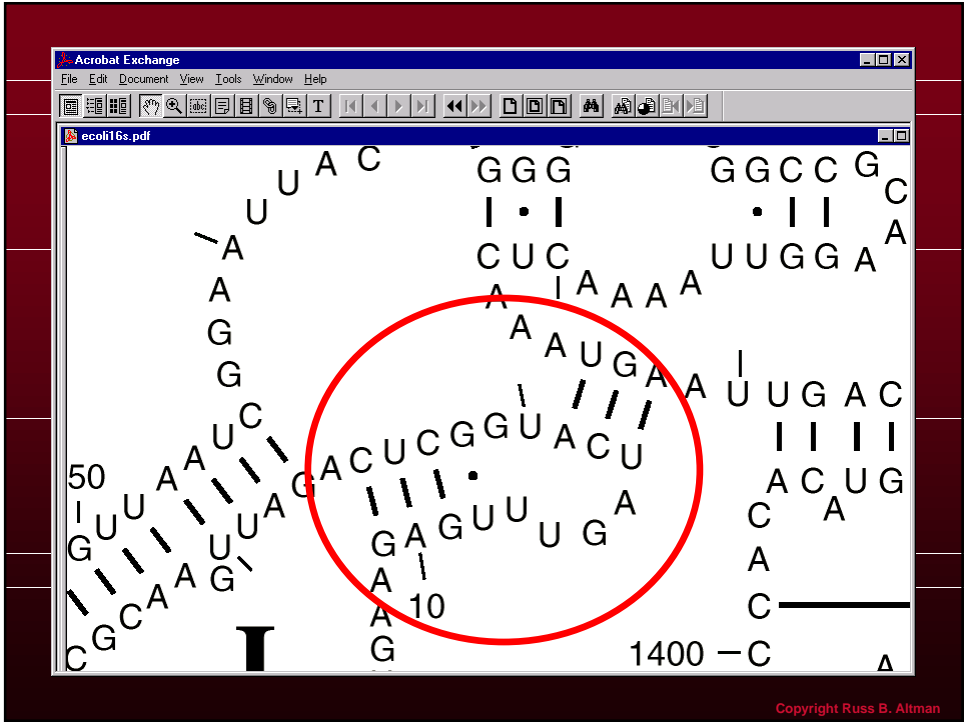 Acrobat Exchange
File Edit Document View Tools Window Help
T
ecoli16s.pdf
U U A C
G G G
G G C C G
C
A
C U C
U U G G A
A
A A A A
A
A
G
G
C
U
A
A
U
U
G
50
A
A
A U G A A U U G A C
G A C U C G G U A C U
A C A U G
A
G A G U U U G A
A
A
G
10
A
U
U
G
A
A
C
G
C
I
C
A
C
1400
C
A
Copyright Russ B. Altman